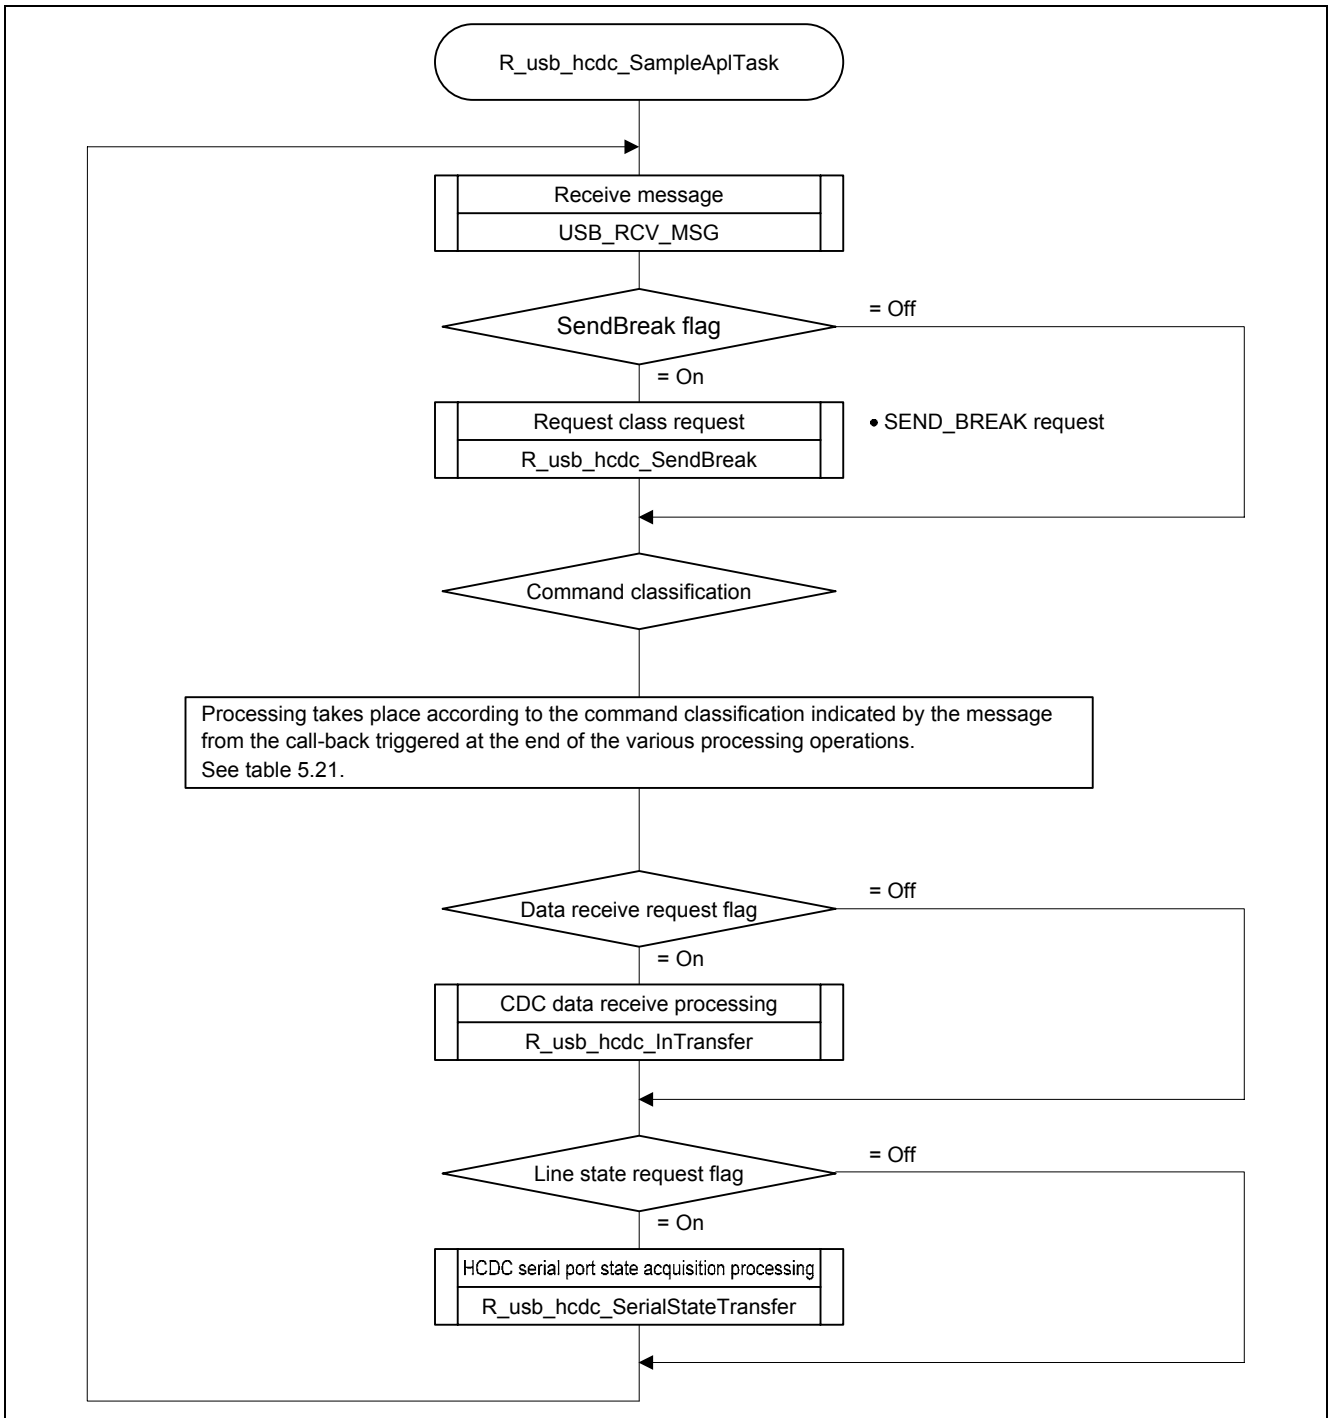 R_usb_hcdc_SampleAplTask
Receive message
USB_RCV_MSG
SendBreak flag
= Off
= On
Request class request
R_usb_hcdc_SendBreak
• SEND_BREAK request
Command classification
Processing takes place according to the command classification indicated by the message
from the call-back triggered at the end of the various processing operations.
See table 5.21.
Data receive request flag
= Off
= On
CDC data receive processing
R_usb_hcdc_InTransfer
Line state request flag
= Off
= On
HCDC serial port state acquisition processing
R_usb_hcdc_SerialStateTransfer